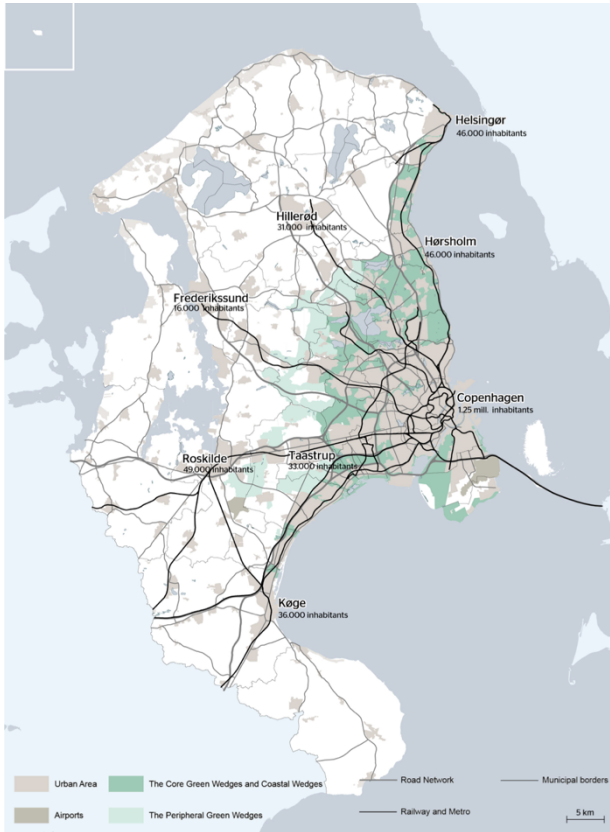 Helsingør
46.000 inhabitants
Hillerød
31.000 inhabitants
Hørsholm
46.000 inhabitants
Frederikssund
16.000 inhabitants
Copenhagen
1.25 mill. inhabitants
Roskilde
49.000 inhabitants
Taastrup
33.000 inhabitants
Køge
36.000 inhabitants
Urban Area
The Core Green Wedges and Coastal Wedges
Road Network
Municipal borders
Airports
The Peripheral Green Wedges
Railway and Metro
5 km